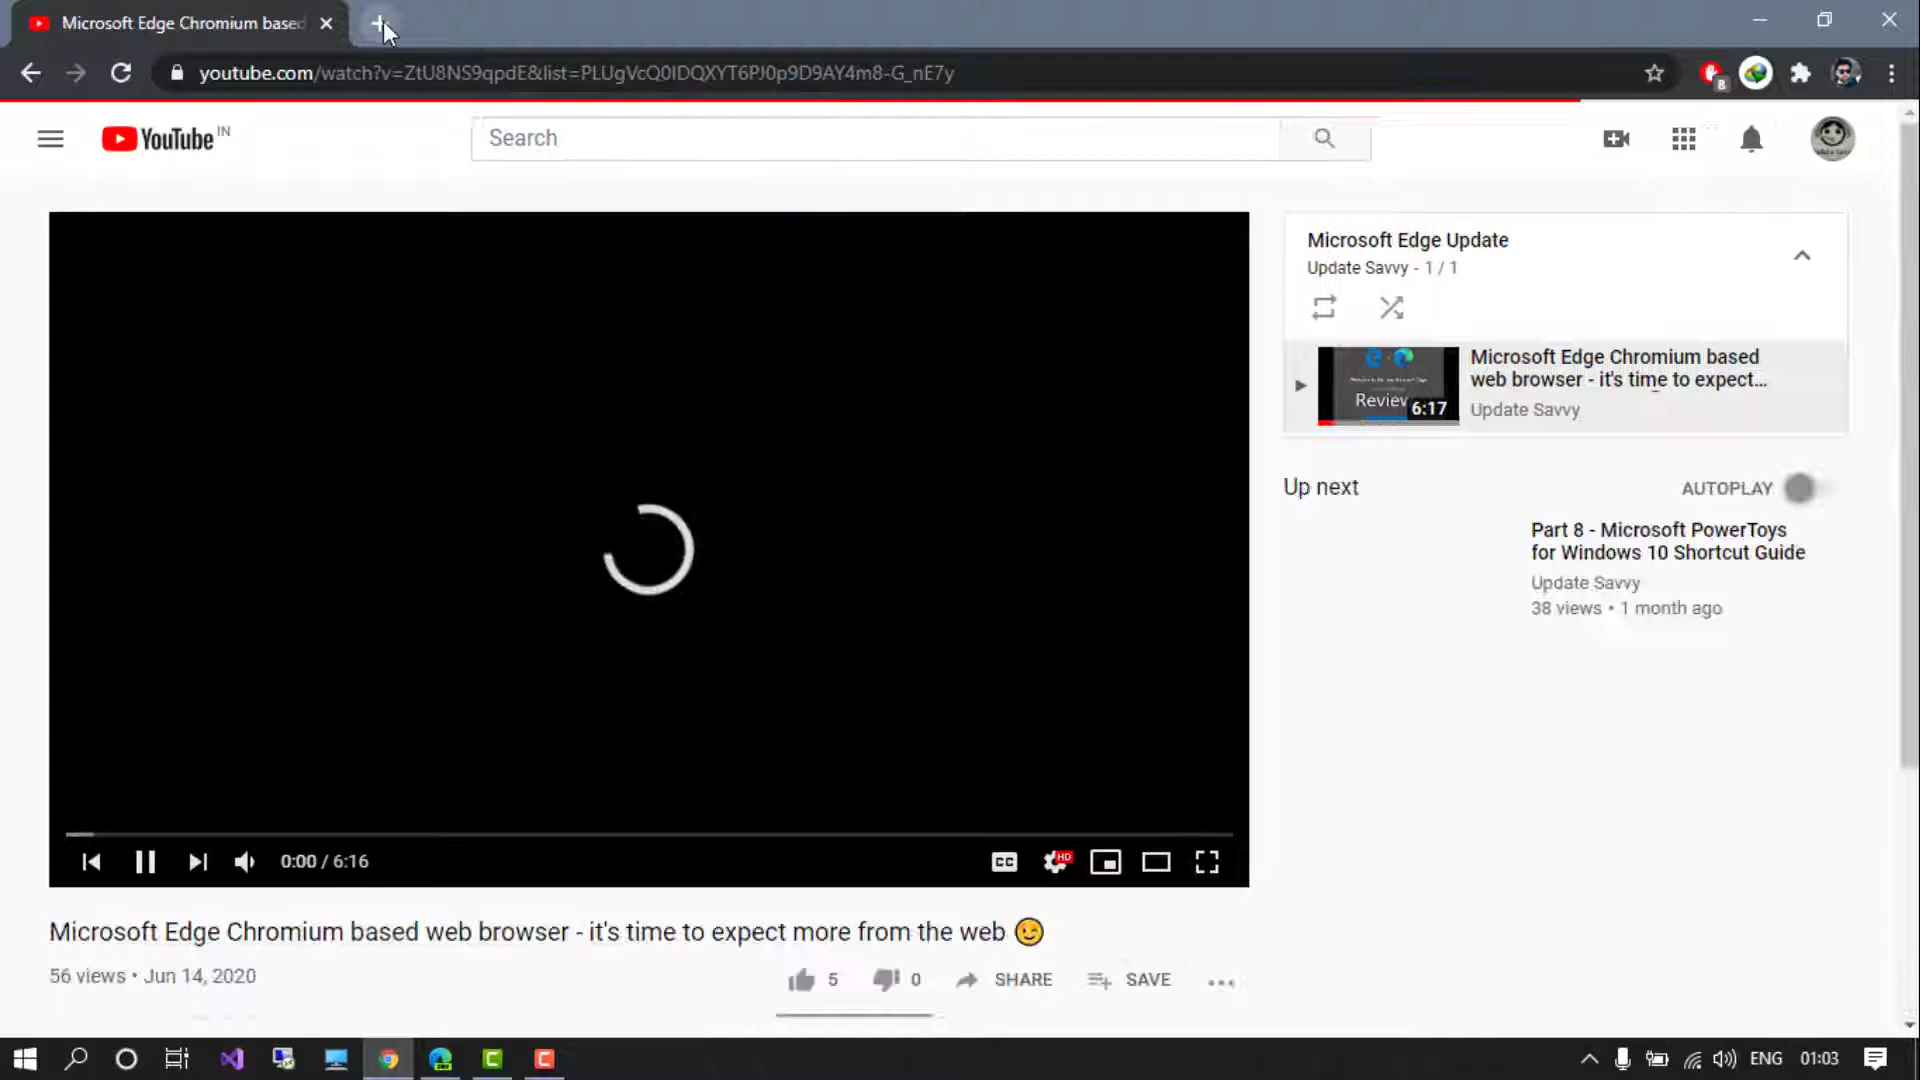 Microsoft Edge Chromium based
youtube.com/watch?v=ZtU8NS9qpdE&list=PLUgVcQ0IDQXYT6PJ0p9D9AY4m8-G_nE7y
8
YouTube IN
Search
Microsoft Edge Update
Update Savvy - 1 / 1
Microsoft Edge Chromium based
web browser - it's time to expect...
Update Savvy
Review
6:17
Up next
AUTOPLAY
Part 8 - Microsoft PowerToys
for Windows 10 Shortcut Guide
Update Savvy
38 views • 1 month ago
0:00 / 6:16
CC
HD
Microsoft Edge Chromium based web browser - it's time to expect more from the web 😉
56 views • Jun 14, 2020
5
0
SHARE
SAVE
ENG
01:03